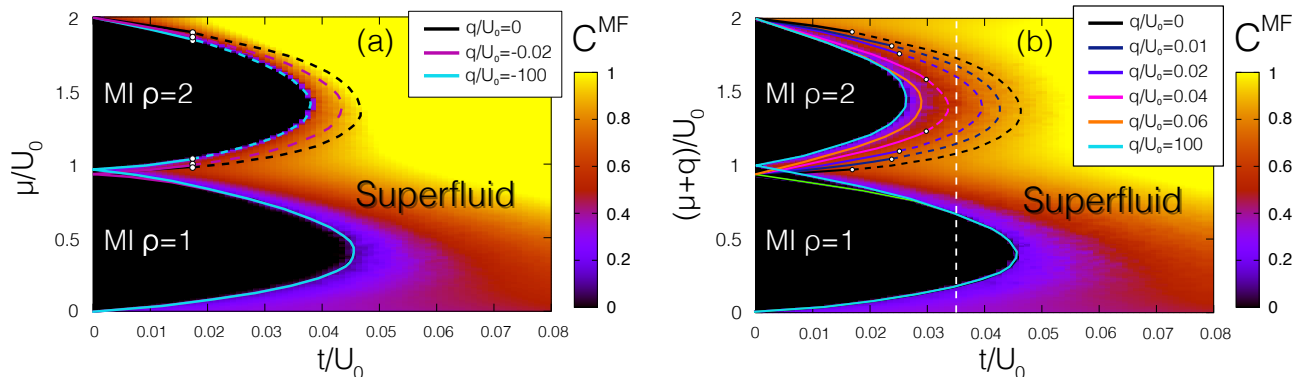 (a)
q/U₀=0
q/U₀=-0.02
q/U₀=-100
C^MF
MI ρ=2
MI ρ=1
Superfluid
μ/U₀
2
1.5
1
0.5
0
0 0.01 0.02 0.03 0.04 0.05 0.06 0.07 0.08
t/U₀
1
0.8
0.6
0.4
0.2
0
(b)
q/U₀=0
q/U₀=0.01
q/U₀=0.02
q/U₀=0.04
q/U₀=0.06
q/U₀=100
C^MF
MI ρ=2
MI ρ=1
Superfluid
(μ+q)/U₀
2
1.5
1
0.5
0
0 0.01 0.02 0.03 0.04 0.05 0.06 0.07 0.08
t/U₀
1
0.8
0.6
0.4
0.2
0